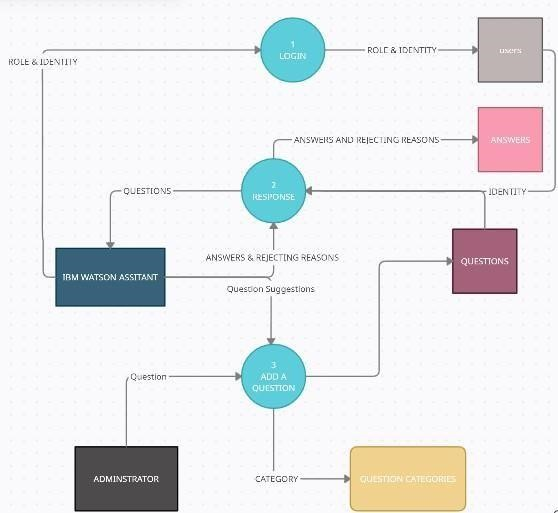 1
LOGIN
ROLE & IDENTITY
users
ROLE & IDENTITY
ANSWERS AND REJECTING REASONS
ANSWERS
2
RESPONSE
QUESTIONS
IDENTITY
ANSWERS & REJECTING REASONS
QUESTIONS
IBM WATSON ASSITANT
Question Suggestions
3
ADD A
QUESTION
Question
ADMINSTRATOR
CATEGORY
QUESTION CATEGORIES